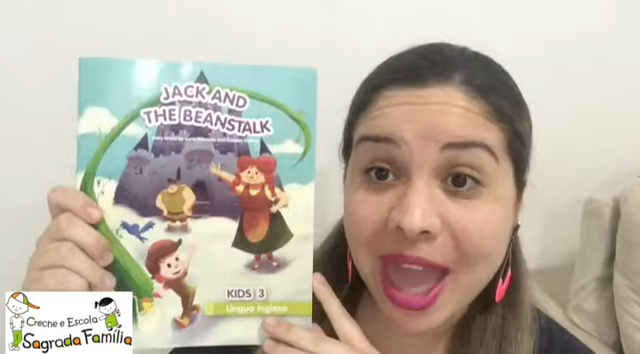 JACK AND
THE BEANSTALK
KIDS 3
Língua Inglesa
Creche e Escola
Sagrada Família